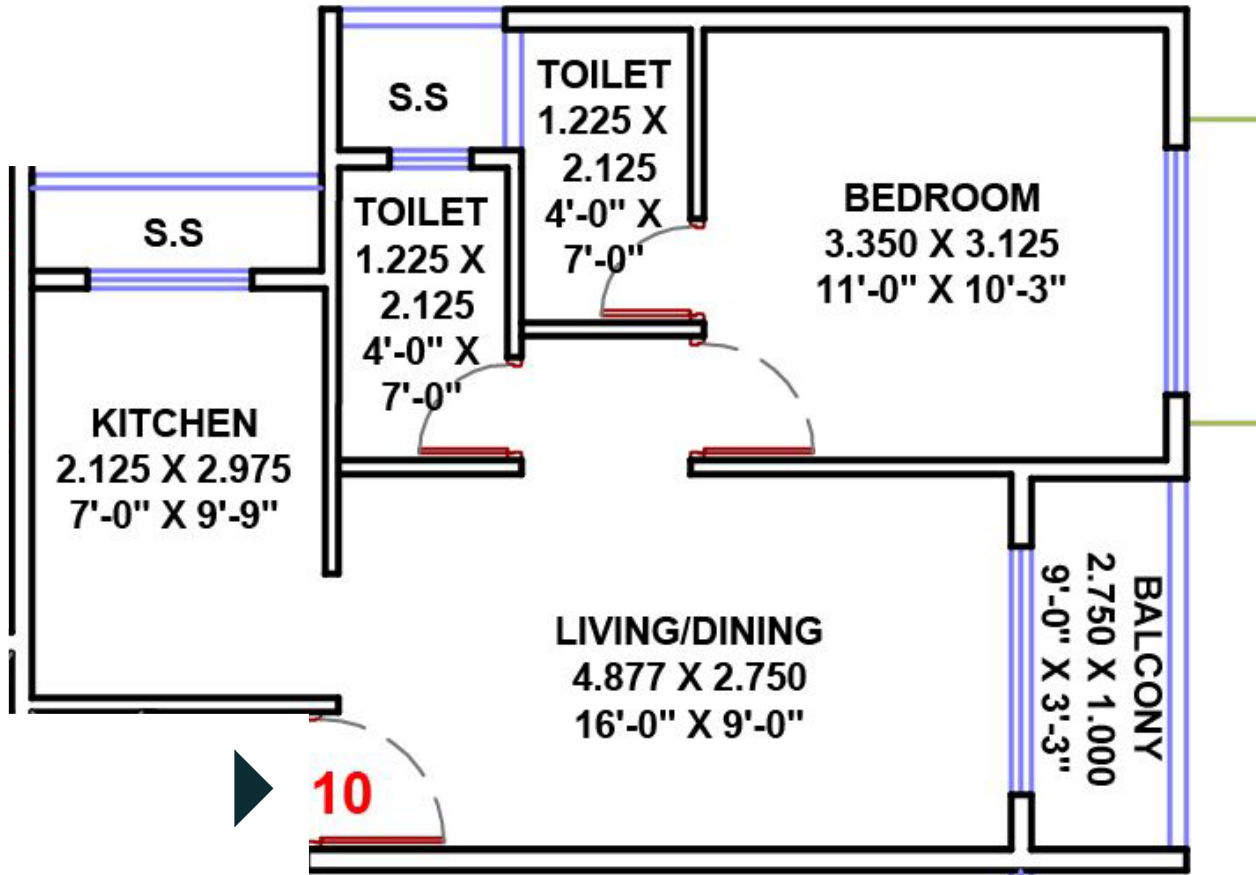 S.S
TOILET
1.225 X
2.125
4'-0" X
7'-0"
BEDROOM
3.350 X 3.125
11'-0" X 10'-3"
S.S
TOILET
1.225 X
2.125
4'-0" X
7'-0"
KITCHEN
2.125 X 2.975
7'-0" X 9'-9"
LIVING/DINING
4.877 X 2.750
16'-0" X 9'-0"
BALCONY
2.750 X 1.000
9'-0" X 3'-3"
10